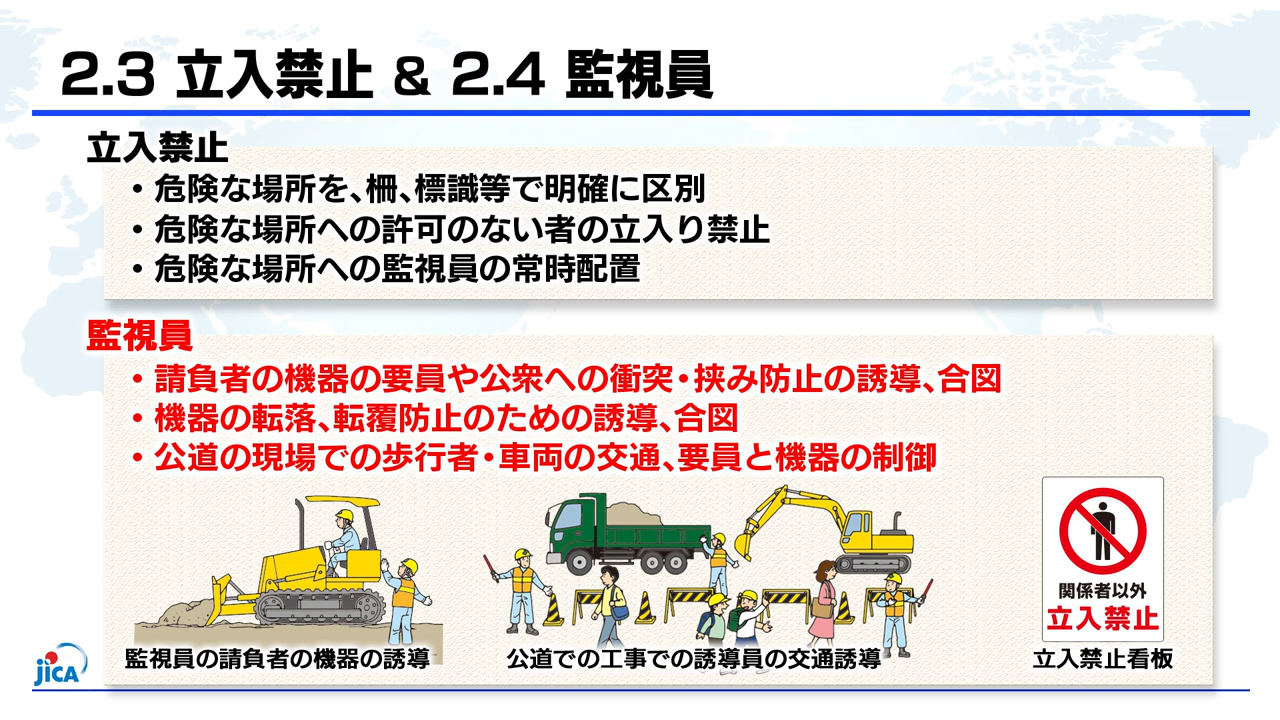 2.3 立入禁止 & 2.4 監視員
立入禁止
・危険な場所を、柵、標識等で明確に区別
・危険な場所への許可のない者の立入り禁止
・危険な場所への監視員の常時配置
監視員
・請負者の機器の要員や公衆への衝突・挟み防止の誘導、合図
・機器の転落、転覆防止のための誘導、合図
・公道の現場での歩行者・車両の交通、要員と機器の制御
関係者以外
立入禁止
監視員の請負者の機器の誘導
公道での工事での誘導員の交通誘導
立入禁止看板
jICA